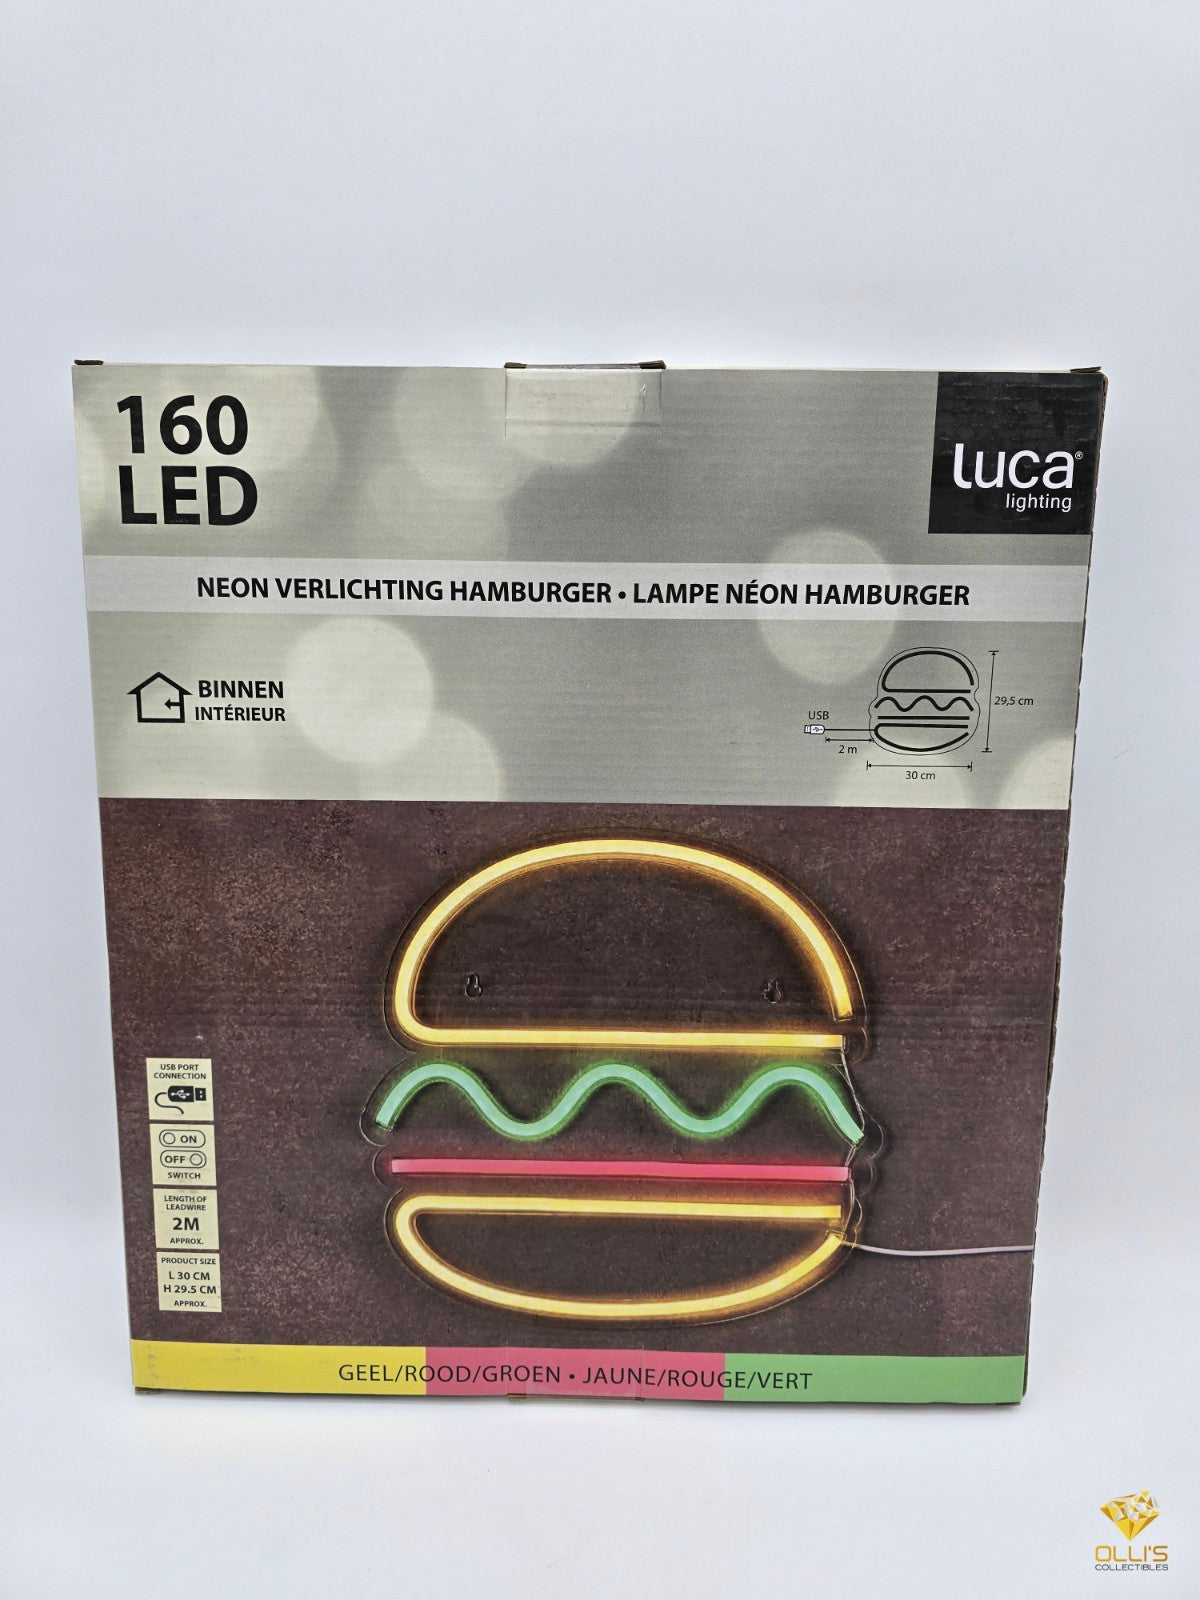 160
LED
luca®
lighting
NEON VERLICHTING HAMBURGER • LAMPE NÉON HAMBURGER
BINNEN
INTÉRIEUR
USB
2 m
29,5 cm
30 cm
USB PORT
CONNECTION
ON
OFF
SWITCH
LENGTH OF
LEADWIRE
2M
APPROX.
PRODUCT SIZE
L 30 CM
H 29.5 CM
APPROX.
GEEL/ROOD/GROEN • JAUNE/ROUGE/VERT
OLLI'S
COLLECTIBLES